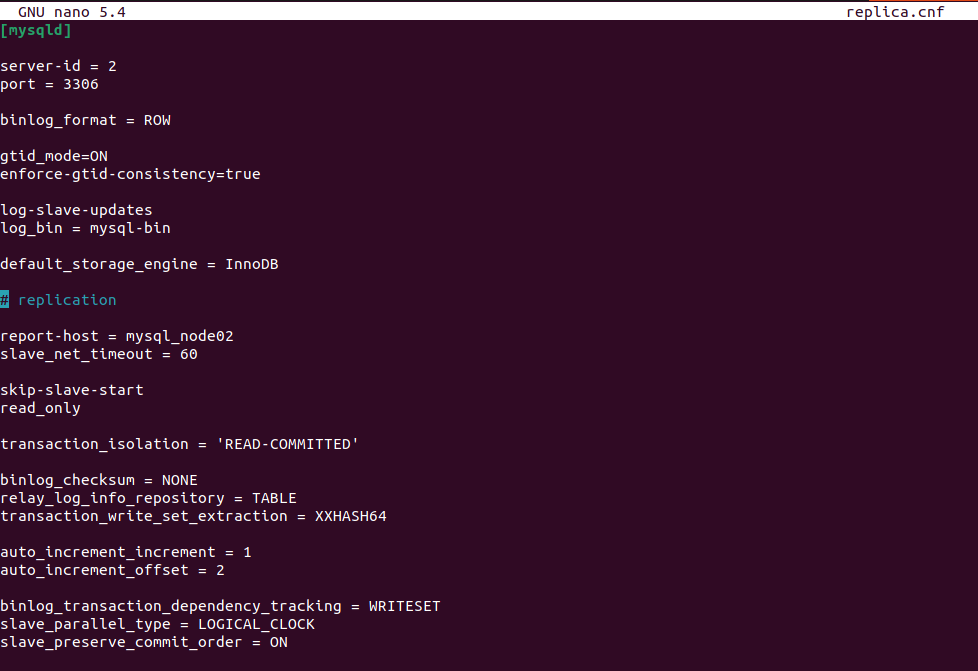 GNU nano 5.4 replica.cnf
[mysqld]
server-id = 2
port = 3306
binlog_format = ROW
gtid_mode=ON
enforce-gtid-consistency=true
log-slave-updates
log_bin = mysql-bin
default_storage_engine = InnoDB
# replication
report-host = mysql_node02
slave_net_timeout = 60
skip-slave-start
read_only
transaction_isolation = 'READ-COMMITTED'
binlog_checksum = NONE
relay_log_info_repository = TABLE
transaction_write_set_extraction = XXHASH64
auto_increment_increment = 1
auto_increment_offset = 2
binlog_transaction_dependency_tracking = WRITESET
slave_parallel_type = LOGICAL_CLOCK
slave_preserve_commit_order = ON